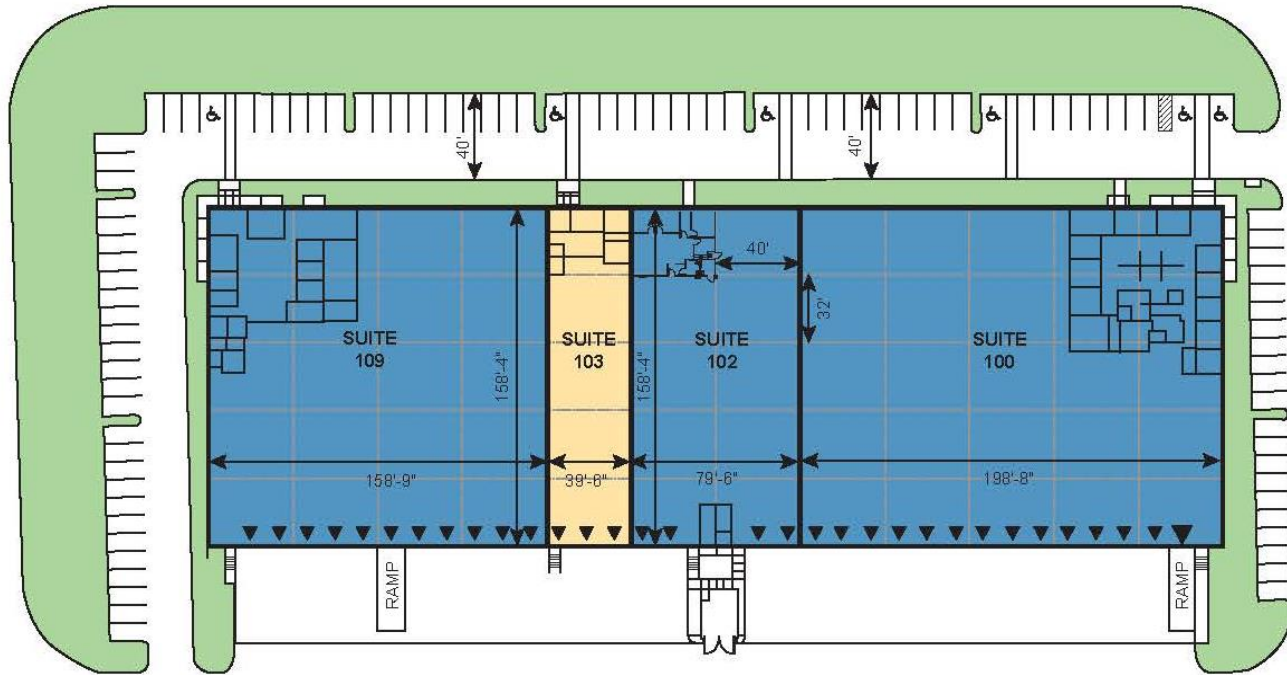 40'
40'
40'
32'
SUITE
109
158'-4"
SUITE
103
158'-4"
SUITE
102
SUITE
100
158'-9"
39'-6"
79'-6"
198'-8"
RAMP
RAMP